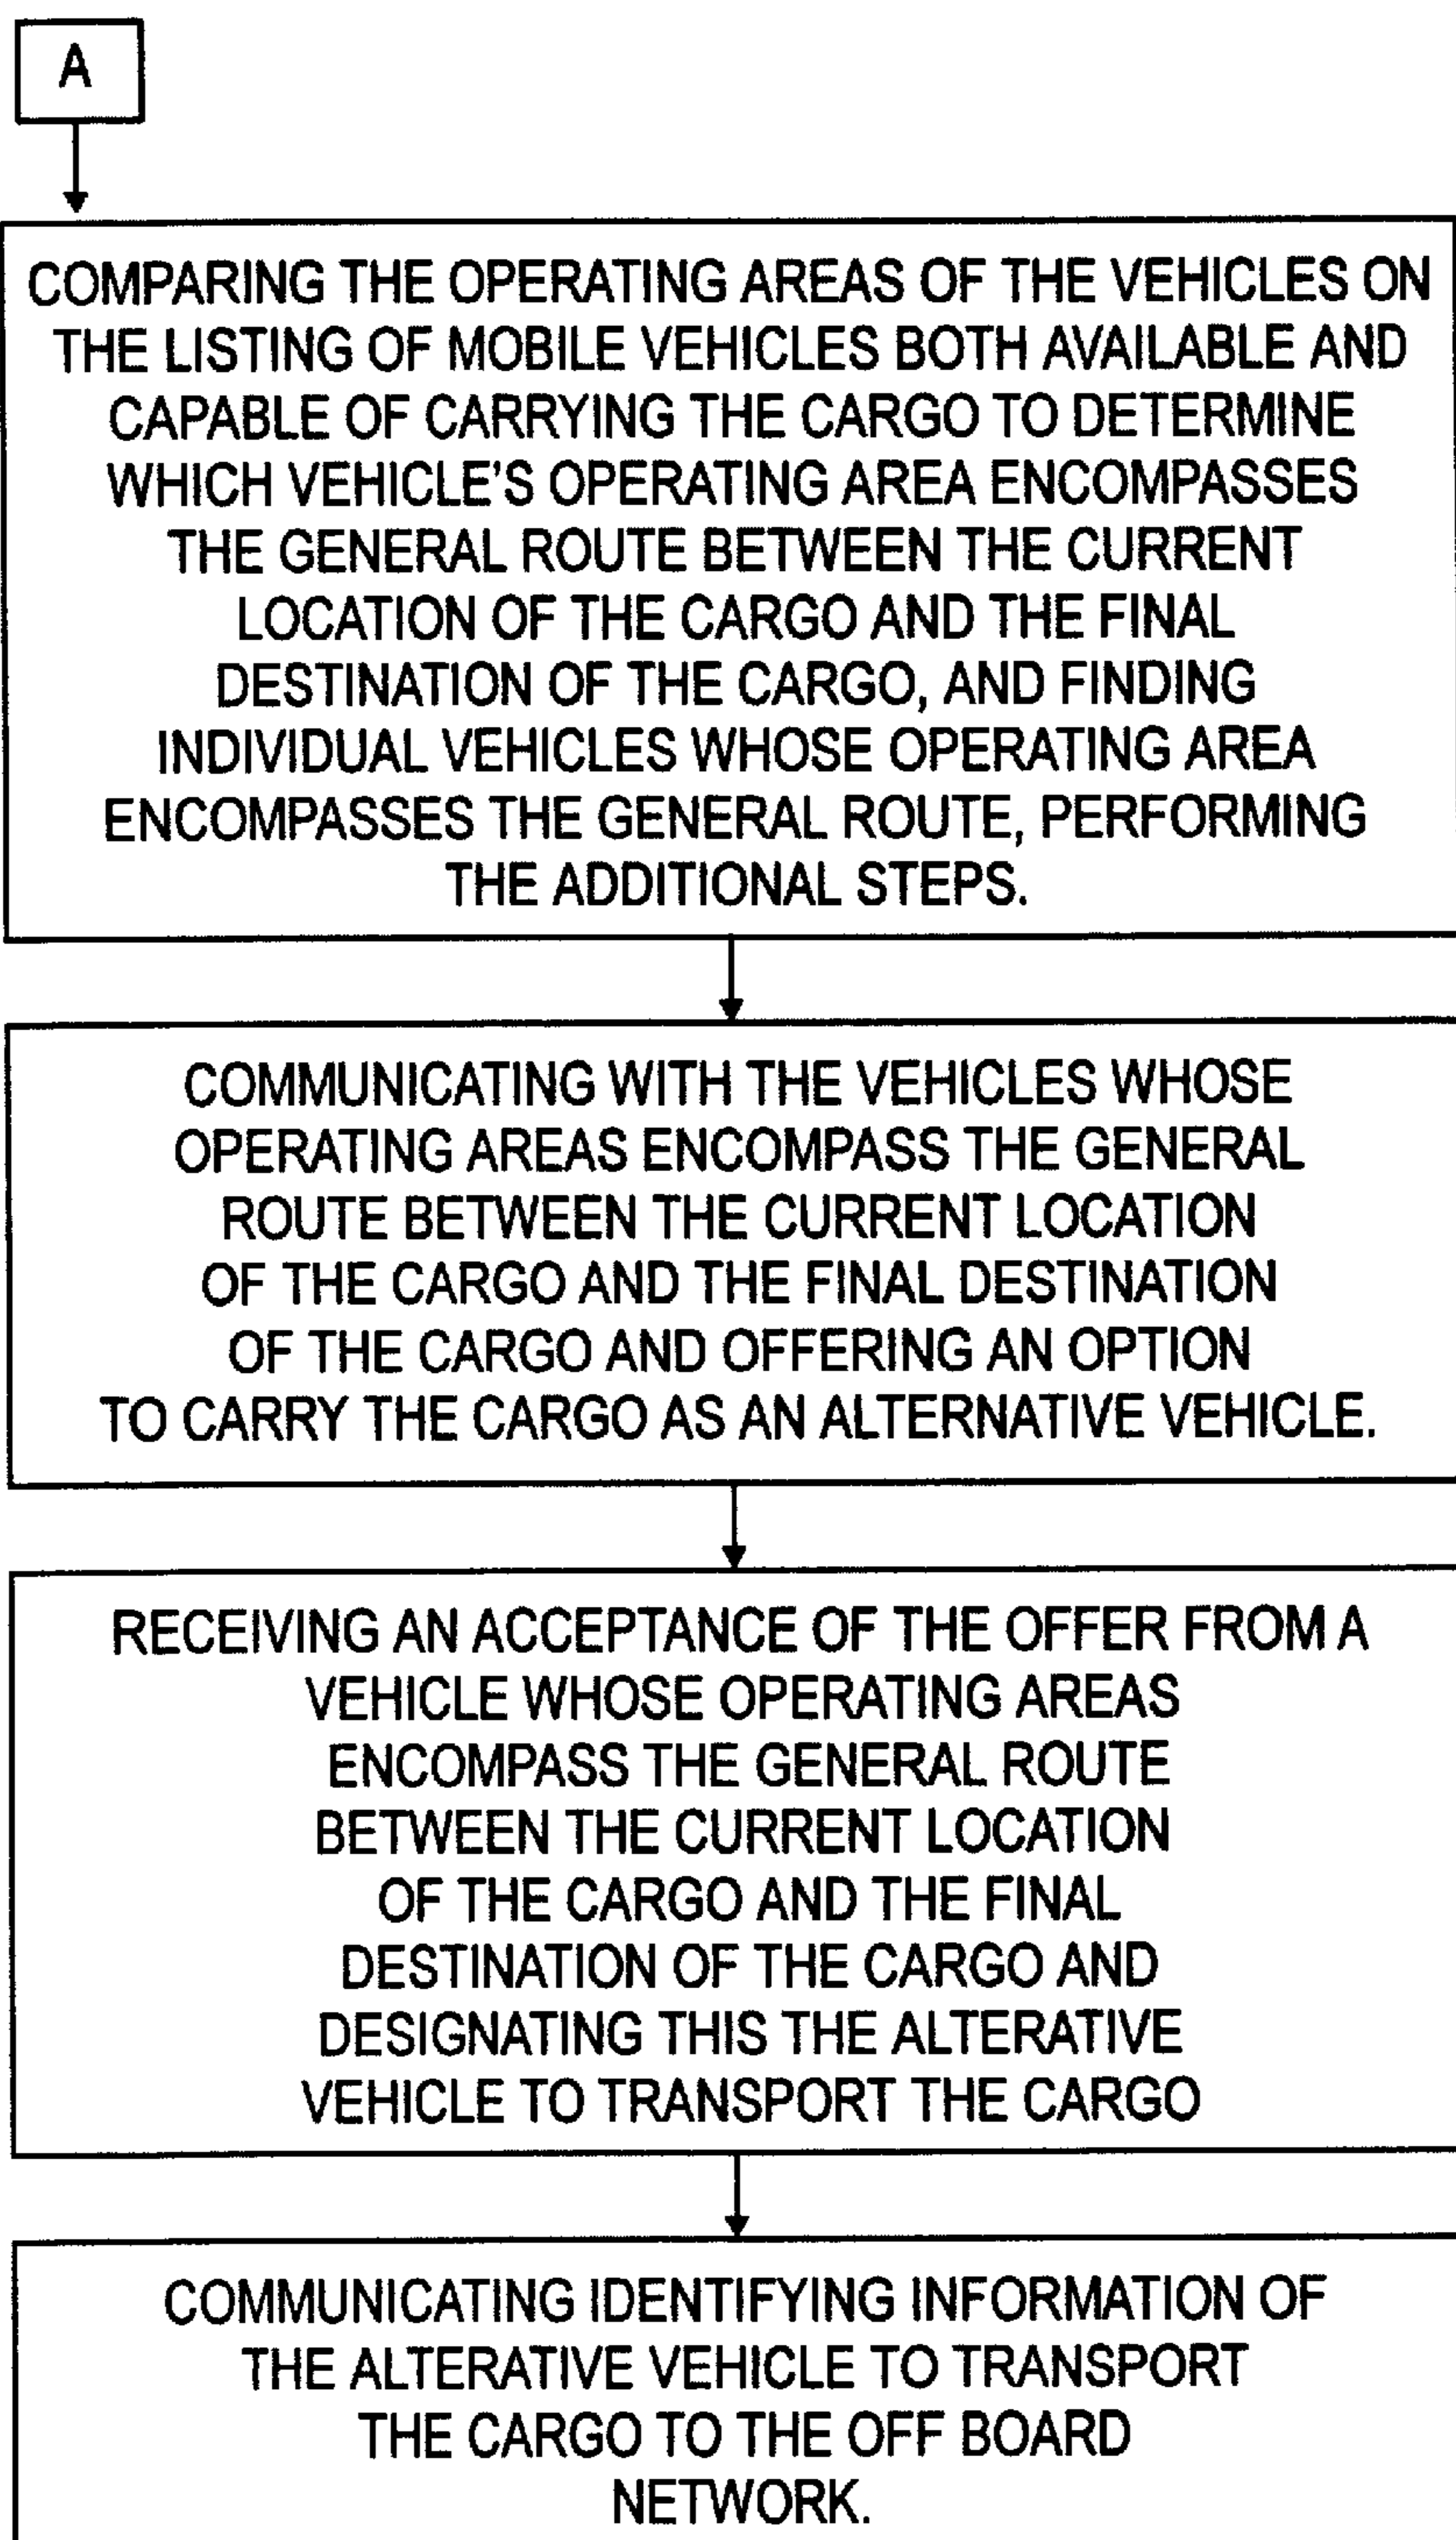 A
COMPARING THE OPERATING AREAS OF THE VEHICLES ON
THE LISTING OF MOBILE VEHICLES BOTH AVAILABLE AND
CAPABLE OF CARRYING THE CARGO TO DETERMINE
WHICH VEHICLE'S OPERATING AREA ENCOMPASSES
THE GENERAL ROUTE BETWEEN THE CURRENT
LOCATION OF THE CARGO AND THE FINAL
DESTINATION OF THE CARGO, AND FINDING
INDIVIDUAL VEHICLES WHOSE OPERATING AREA
ENCOMPASSES THE GENERAL ROUTE, PERFORMING
THE ADDITIONAL STEPS.
COMMUNICATING WITH THE VEHICLES WHOSE
OPERATING AREAS ENCOMPASS THE GENERAL
ROUTE BETWEEN THE CURRENT LOCATION
OF THE CARGO AND THE FINAL DESTINATION
OF THE CARGO AND OFFERING AN OPTION
TO CARRY THE CARGO AS AN ALTERNATIVE VEHICLE.
RECEIVING AN ACCEPTANCE OF THE OFFER FROM A
VEHICLE WHOSE OPERATING AREAS
ENCOMPASS THE GENERAL ROUTE
BETWEEN THE CURRENT LOCATION
OF THE CARGO AND THE FINAL
DESTINATION OF THE CARGO AND
DESIGNATING THIS THE ALTERATIVE
VEHICLE TO TRANSPORT THE CARGO
COMMUNICATING IDENTIFYING INFORMATION OF
THE ALTERATIVE VEHICLE TO TRANSPORT
THE CARGO TO THE OFF BOARD
NETWORK.